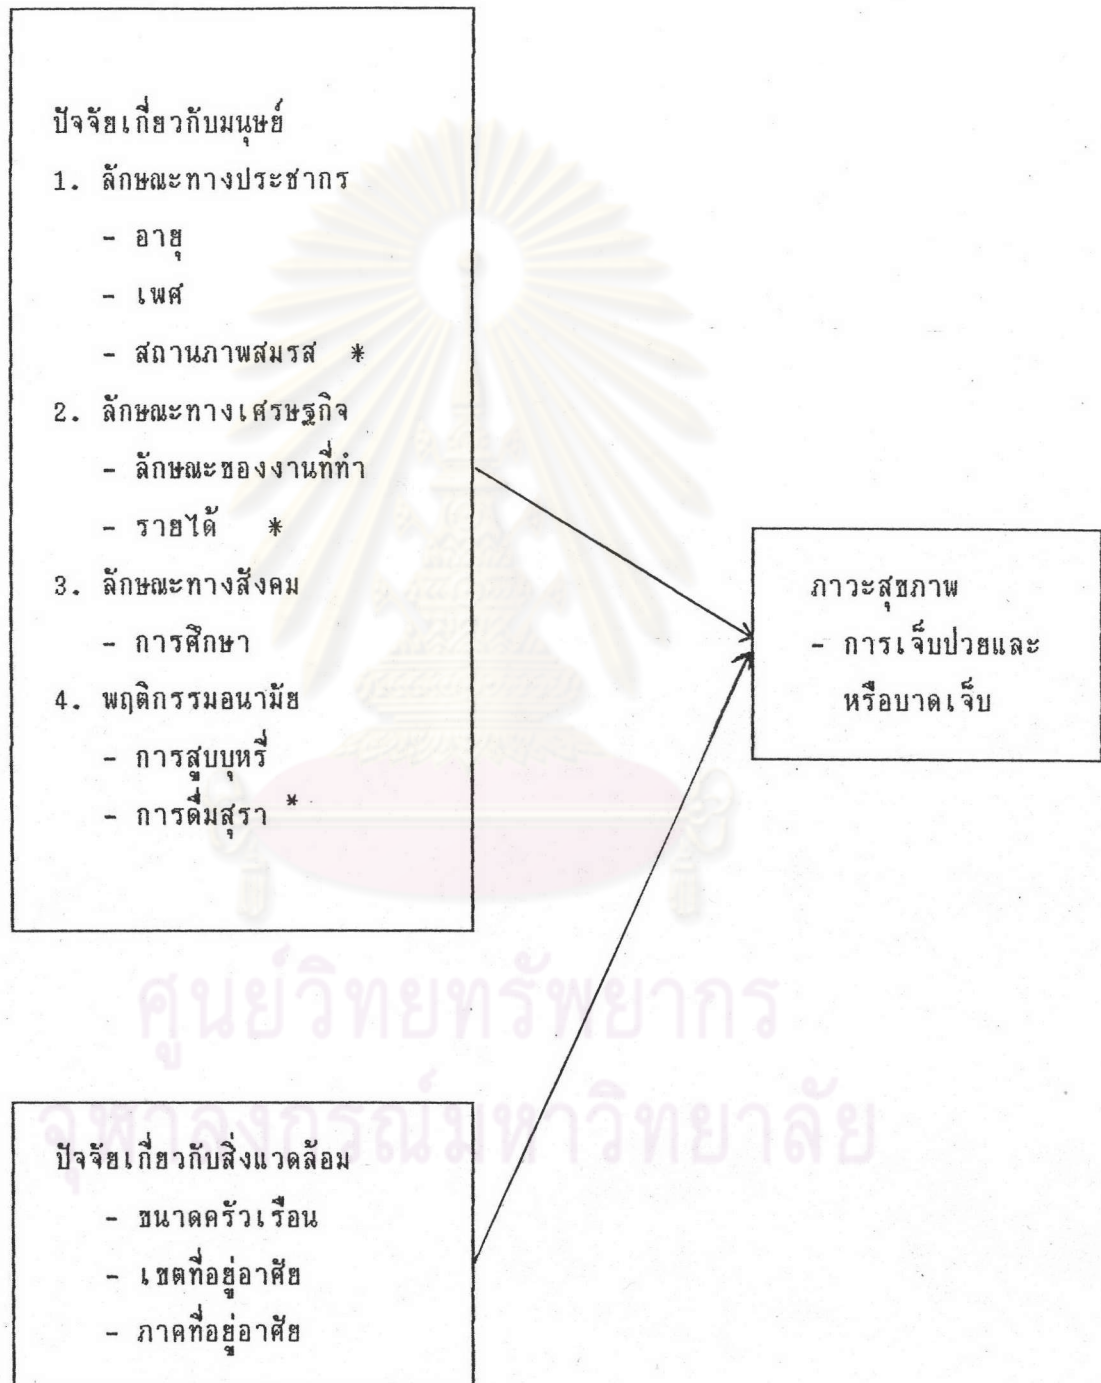 ปัจจัยเกี่ยวกับมนุษย์
1. ลักษณะทางประชากร
- อายุ
- เพศ
- สถานภาพสมรส *
2. ลักษณะทางเศรษฐกิจ
- ลักษณะของงานที่ทำ
- รายได้ *
3. ลักษณะทางสังคม
- การศึกษา
4. พฤติกรรมอนามัย
- การสูบบุหรี่
- การดื่มสุรา *
ภาวะสุขภาพ
- การเจ็บป่วยและ
หรือบาดเจ็บ
ศูนย์วิทยทรัพยากร
จุฬาลงกรณ์มหาวิทยาลัย
ปัจจัยเกี่ยวกับสิ่งแวดล้อม
- ขนาดครัวเรือน
- เขตที่อยู่อาศัย
- ภาคที่อยู่อาศัย